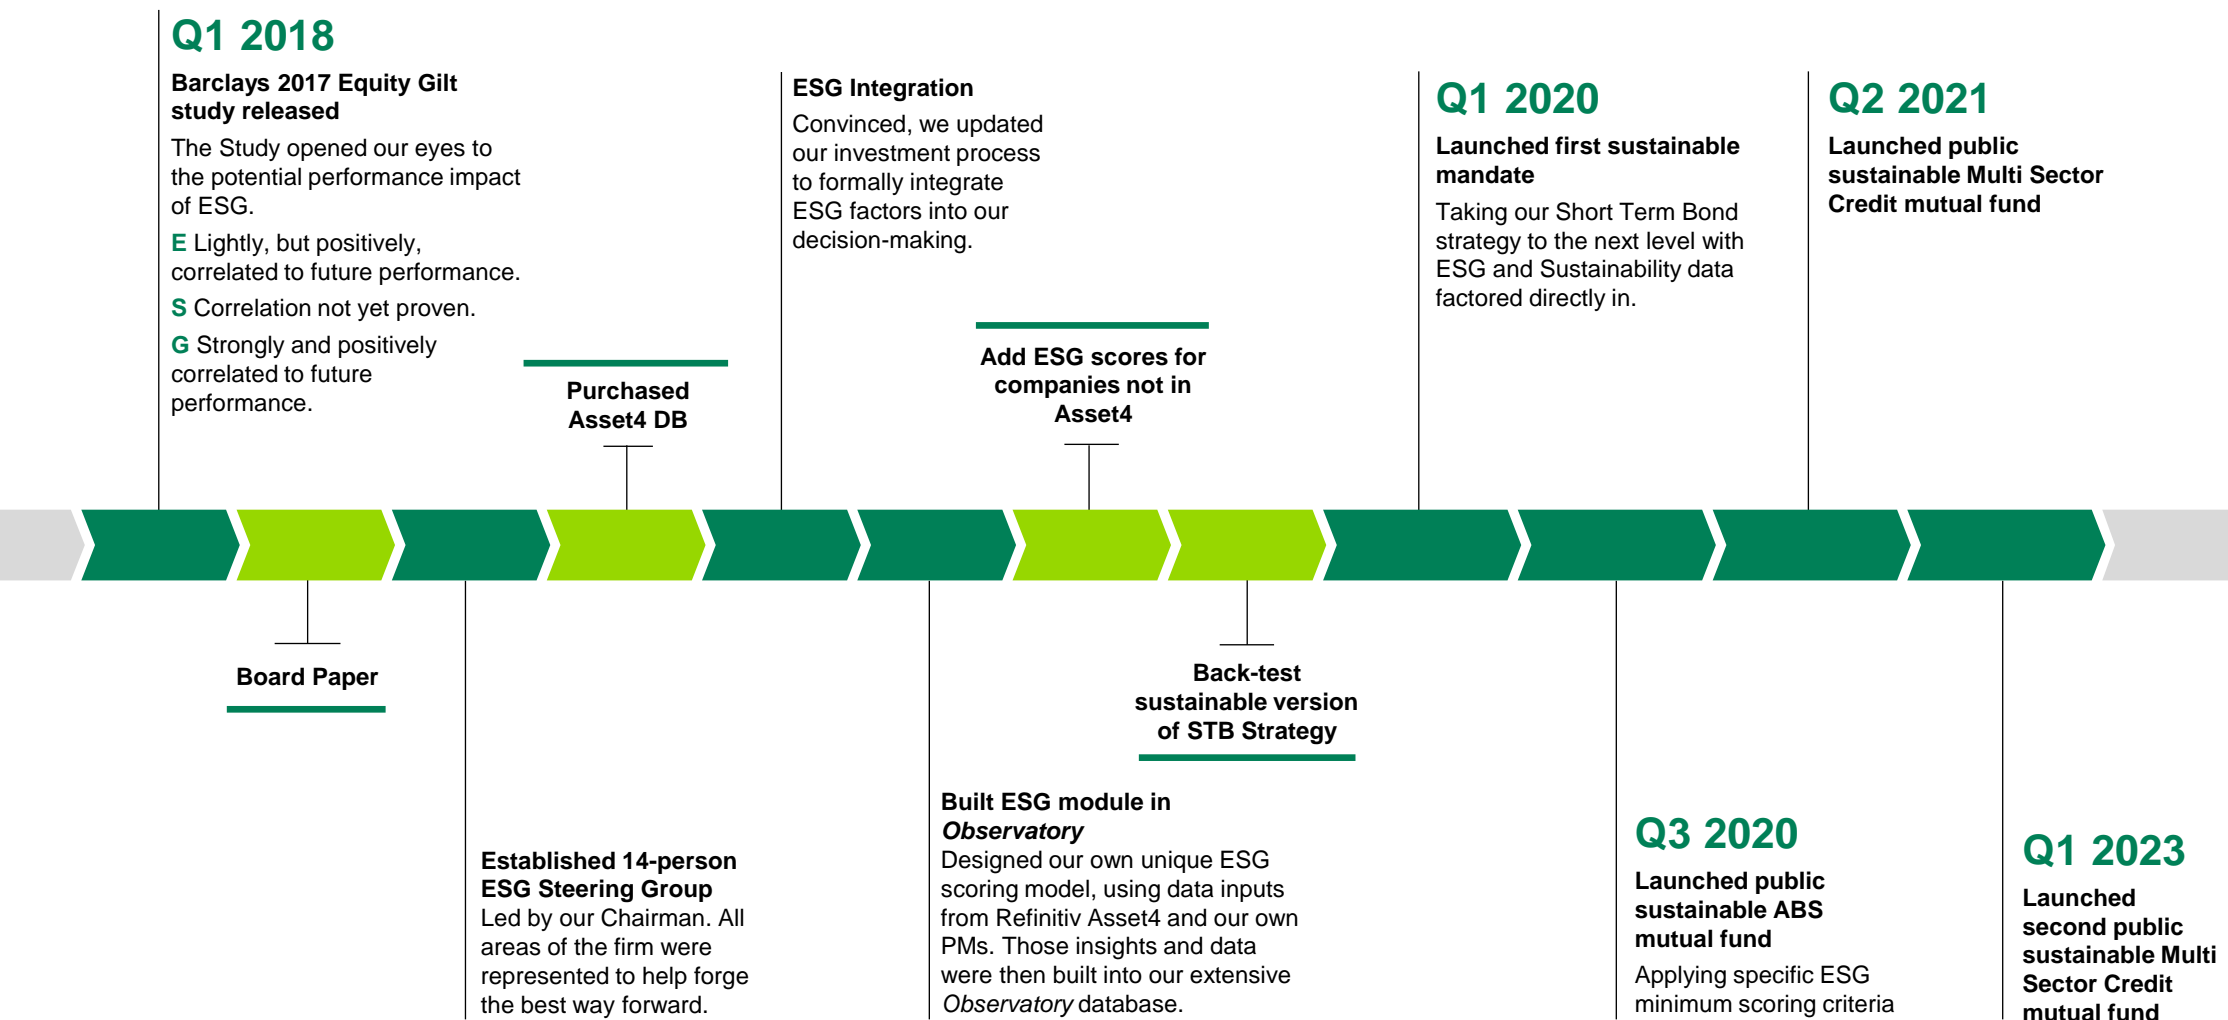 Q1 2018
Barclays 2017 Equity Gilt
study released
The Study opened our eyes to
the potential performance impact
of ESG.
E Lightly, but positively,
correlated to future performance.
S Correlation not yet proven.
G Strongly and positively
correlated to future
performance.
Board Paper
Established 14-person
ESG Steering Group
Led by our Chairman. All
areas of the firm were
represented to help forge
the best way forward.
Purchased
Asset4 DB
ESG Integration
Convinced, we updated
our investment process
to formally integrate
ESG factors into our
decision-making.
Built ESG module in
Observatory
Designed our own unique ESG
scoring model, using data inputs
from Refinitiv Asset4 and our own
PMs. Those insights and data
were then built into our extensive
Observatory database.
Add ESG scores for
companies not in
Asset4
Back-test
sustainable version
of STB Strategy
Q1 2020
Launched first sustainable
mandate
Taking our Short Term Bond
strategy to the next level with
ESG and Sustainability data
factored directly in.
Q3 2020
Launched public
sustainable ABS
mutual fund
Applying specific ESG
minimum scoring criteria
Q2 2021
Launched public
sustainable Multi Sector
Credit mutual fund
Q1 2023
Launched
second public
sustainable Multi
Sector Credit
mutual fund